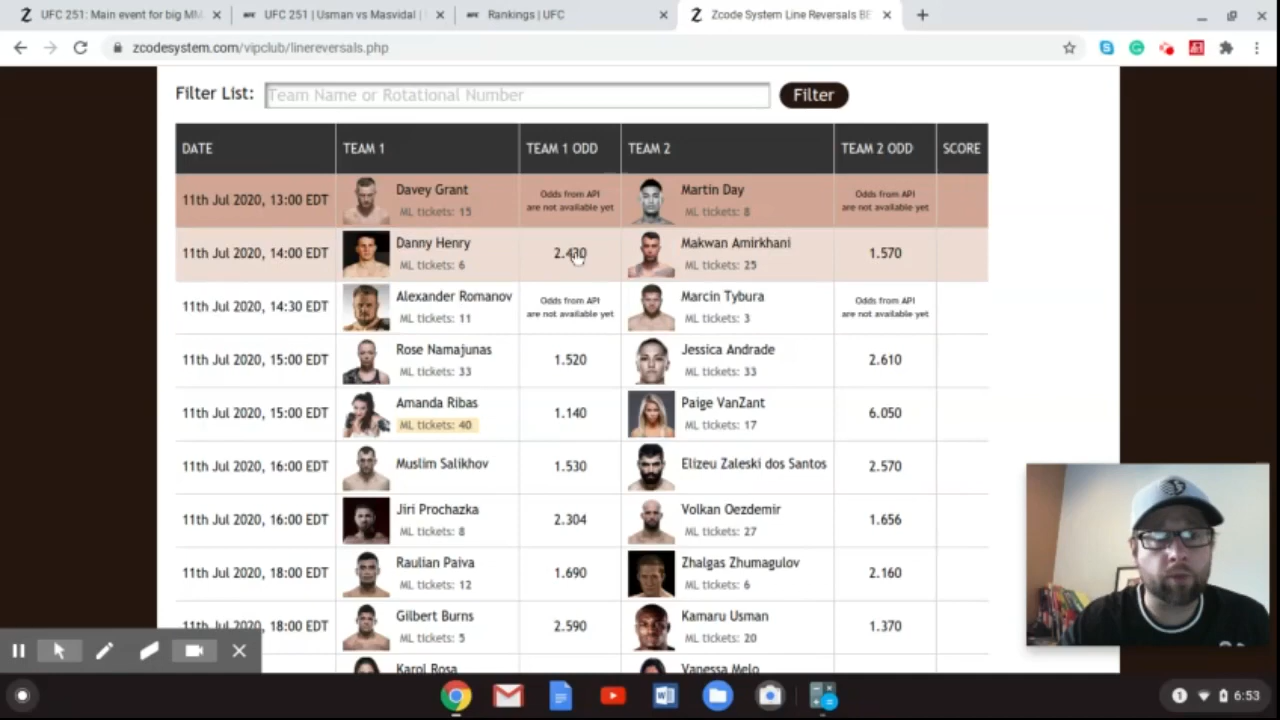 UFC 251: Main event for big MM
UFC 251 | Usman vs Masvidal |
Rankings | UFC
Zcode System Line Reversals BE
zcodesystem.com/vipclub/linereversals.php
Filter List: Team Name or Rotational Number Filter
DATE TEAM 1 TEAM 1 ODD TEAM 2 TEAM 2 ODD SCORE
11th Jul 2020, 13:00 EDT Davey Grant ML tickets: 15 Odds from API are not available yet Martin Day ML tickets: 8 Odds from API are not available yet
11th Jul 2020, 14:00 EDT Danny Henry ML tickets: 6 Makwan Amirkhani ML tickets: 25 1.570
11th Jul 2020, 14:30 EDT Alexander Romanov ML tickets: 11 Odds from API are not available yet Marcin Tybura ML tickets: 3 Odds from API are not available yet
11th Jul 2020, 15:00 EDT Rose Namajunas ML tickets: 33 1.520 Jessica Andrade ML tickets: 33 2.610
11th Jul 2020, 15:00 EDT Amanda Ribas ML tickets: 40 1.140 Paige VanZant ML tickets: 17 6.050
11th Jul 2020, 16:00 EDT Muslim Salikhov 1.530 Elizeu Zaleski dos Santos 2.570
11th Jul 2020, 16:00 EDT Jiri Prochazka ML tickets: 8 2.304 Volkan Oezdemir ML tickets: 27 1.656
11th Jul 2020, 18:00 EDT Raulian Paiva ML tickets: 12 1.690 Zhalgas Zhumagulov ML tickets: 6 2.160
11th Jul 2020, 18:00 EDT Gilbert Burns ML tickets: 5 2.590 Kamaru Usman ML tickets: 20 1.370
Karol Rosa Vanessa Melo
1 6:53